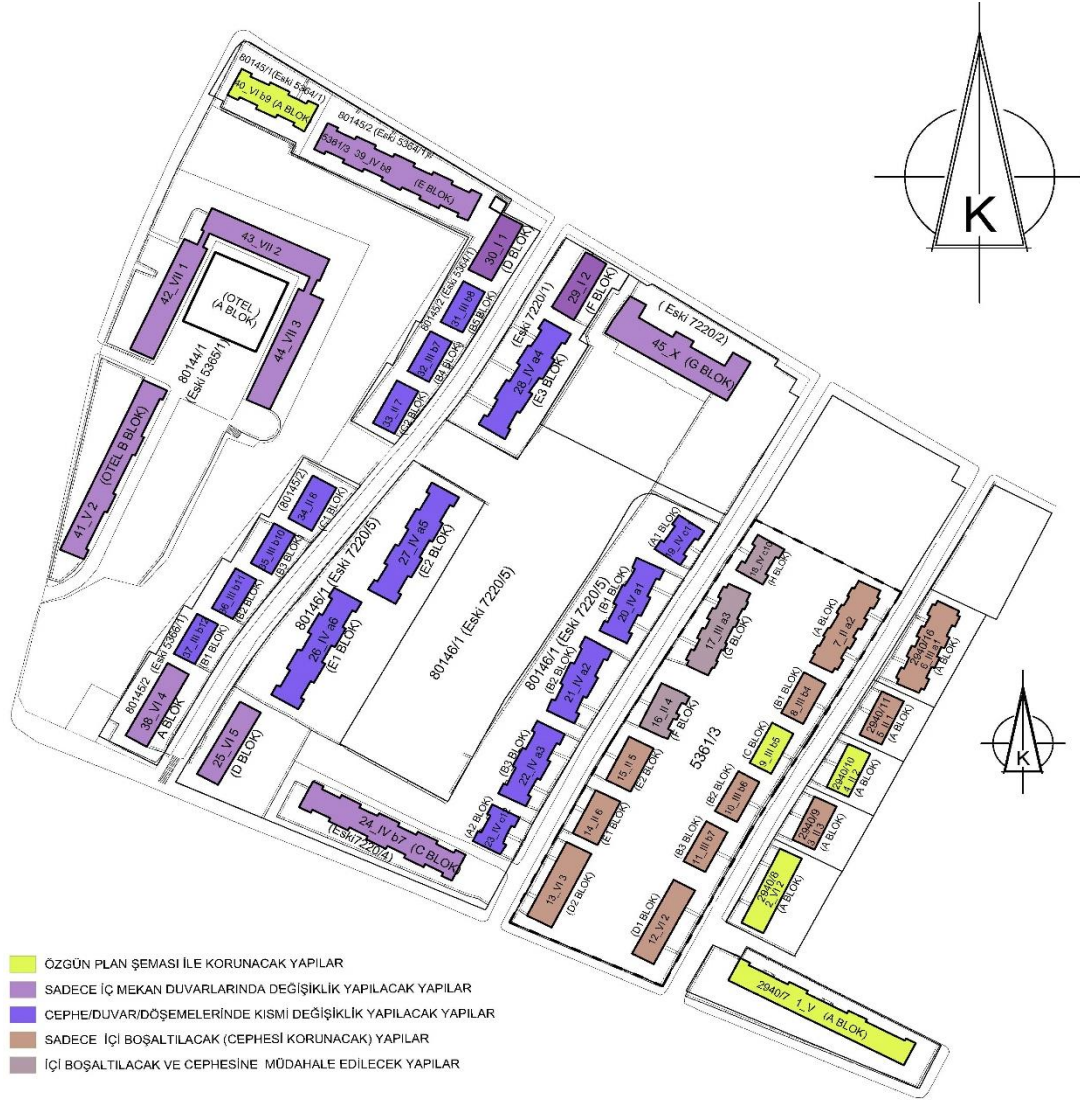 80145/1(Eski 5364/1)
40_VI b9 (A BLOK
80145/2 (Eski 5364/1)
5361/3 39_IV b8 (E BLOK)
K
43_VII 2
42_VII 1
(OTEL
(A BLOK)
44_VII 3
80144/1
(Eski 5365/1)
41_V 2 (OTEL B BLOK)
30_I 1
(D BLOK)
80145/2 (Eski 5364/1)
31_III b8
(B5 BLOK)
32_III b7
(B4 BLOK)
33_II 7
(C2 BLOK)
29_I 2
(F BLOK)
(Eski 7220/1)
28_IV a4
(E3 BLOK)
( Eski 7220/2)
45_X (G BLOK)
(80145/2)
34_II 8
(C1 BLOK)
35_III b10
(B3 BLOK)
36_III b11
(B2 BLOK)
37_III b12
(B1 BLOK)
80145/2 (Eski 5366/1)
38_VI 4
A BLOK
27_IV a5
(E2 BLOK)
80146/1 (Eski 7220/5)
26_IV a6
(E1 BLOK)
25_VI 5
(D BLOK)
80146/1 (Eski 7220/5)
80146/1 (Eski 7220/5)
(A1 BLOK)
19_IV c1
(B1 BLOK)
20_IV a1
(B2 BLOK)
21_IV a2
(B3 BLOK)
22_IV a3
(A2 BLOK)
24_IV b7 (C BLOK)
(Eski7220/4)
18_IV c10
(H BLOK)
17_III a3
(G BLOK)
16_II 4
(F BLOK)
15_II 5
(E2 BLOK)
14_II 6
(E1 BLOK)
13_VI 3
(D2 BLOK)
5361/3
(A BLOK)
7_II a2
(B1 BLOK)
8_III b4
(C BLOK)
9_III b5
(B2 BLOK)
10_III b6
(B3 BLOK)
11_III b7
(D1 BLOK)
12_VI 2
2940/16
6_III a1
(A BLOK)
2940/11
5_II 1
(A BLOK)
2940/10
4_II 2
(A BLOK)
2940/9
3_II 3
(A BLOK)
2940/8
2_VI 2
(A BLOK)
2940/7 1_V (A BLOK)
K
ÖZGÜN PLAN ŞEMASI İLE KORUNACAK YAPILAR
SADECE İÇ MEKAN DUVARLARINDA DEĞİŞİKLİK YAPILACAK YAPILAR
CEPHE/DUVAR/DÖŞEMELERİNDE KISMİ DEĞİŞİKLİK YAPILACAK YAPILAR
SADECE İÇİ BOŞALTILACAK (CEPHESİ KORUNACAK) YAPILAR
İÇİ BOŞALTILACAK VE CEPHESİNE MÜDAHALE EDİLECEK YAPILAR